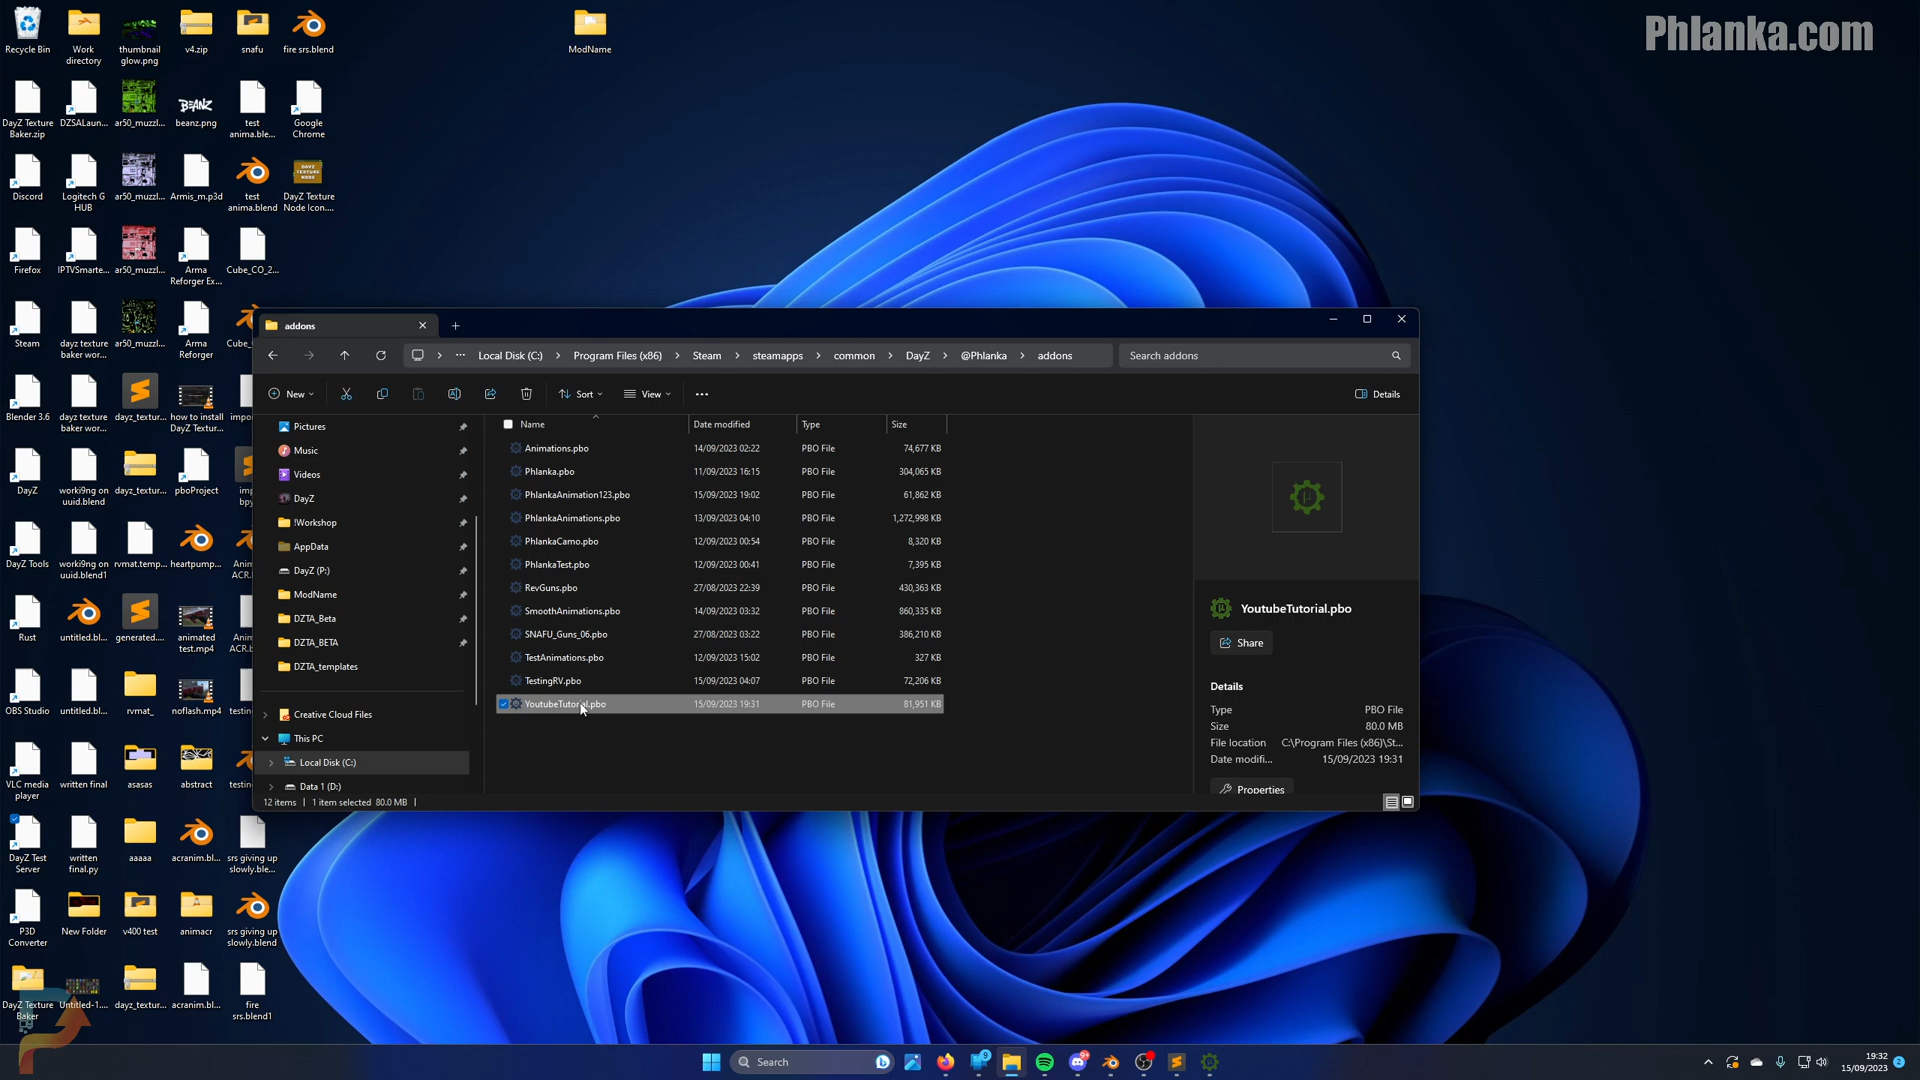 Phlanka.com
Recycle Bin
Work
directory
thumbnail
glow.png
v4.zip
snafu
fire srs.blend
ModName
DayZ Texture
Baker.zip
DZSALaun...
ar50_muzzl...
BEANZ
beanz.png
test
anima.ble...
Google
Chrome
Discord
Logitech G
HUB
ar50_muzzl...
Armis_m.p3d
test
anima.blend
DAYZ
TEXTURE
NODE
DayZ Texture
Node Icon....
Firefox
IPTVSmarte...
ar50_muzzl...
Arma
Reforger Ex...
Cube_CO_2...
Steam
dayz texture
baker wor...
ar50_muzzl...
Arma
Reforger
Cube_
Blender 3.6
dayz texture
baker wor...
dayz_textur...
how to install
DayZ Textur...
impor
DayZ
worki9ng on
uuid.blend
dayz_textur...
pboProject
imp
bpy
DayZ Tools
worki9ng on
uuid.blend1
rvmat.temp...
heartpump...
Anim
ACR.
Rust
untitled.bl...
generated....
animated
test.mp4
Anim
ACR.b
OBS Studio
untitled.bl...
rvmat_
noflash.mp4
testing
VLC media
player
written final
asasas
abstract
testing
DayZ Test
Server
written
final.py
aaaaa
acranim.bl...
srs giving up
slowly.ble...
P3D
Converter
New Folder
v400 test
animacr
srs giving up
slowly.blend
DayZ Texture
Baker
Untitled-1....
dayz_textur...
acranim.bl...
fire
srs.blend1
addons
... Local Disk (C:) Program Files (x86) Steam steamapps common DayZ @Phlanka addons
Search addons
New
Sort
View
...
Details
Pictures
Music
Videos
DayZ
!Workshop
AppData
DayZ (P:)
ModName
DZTA_Beta
DZTA_BETA
DZTA_templates
Creative Cloud Files
This PC
Local Disk (C:)
Data 1 (D:)
Name Date modified Type Size
Animations.pbo 14/09/2023 02:22 PBO File 74,677 KB
Phlanka.pbo 11/09/2023 16:15 PBO File 304,065 KB
PhlankaAnimation123.pbo 15/09/2023 19:02 PBO File 61,862 KB
PhlankaAnimations.pbo 13/09/2023 04:10 PBO File 1,272,998 KB
PhlankaCamo.pbo 12/09/2023 00:54 PBO File 8,320 KB
PhlankaTest.pbo 12/09/2023 00:41 PBO File 7,395 KB
RevGuns.pbo 27/08/2023 22:39 PBO File 430,363 KB
SmoothAnimations.pbo 14/09/2023 03:32 PBO File 860,335 KB
SNAFU_Guns_06.pbo 27/08/2023 03:22 PBO File 386,210 KB
TestAnimations.pbo 12/09/2023 15:02 PBO File 327 KB
TestingRV.pbo 15/09/2023 04:07 PBO File 72,206 KB
YoutubeTutorial.pbo 15/09/2023 19:31 PBO File 81,951 KB
YoutubeTutorial.pbo
Share
Details
Type PBO File
Size 80.0 MB
File location C:\Program Files (x86)\St...
Date modifi... 15/09/2023 19:31
Properties
12 items 1 item selected 80.0 MB
Search
9
9+
19:32
15/09/2023
2